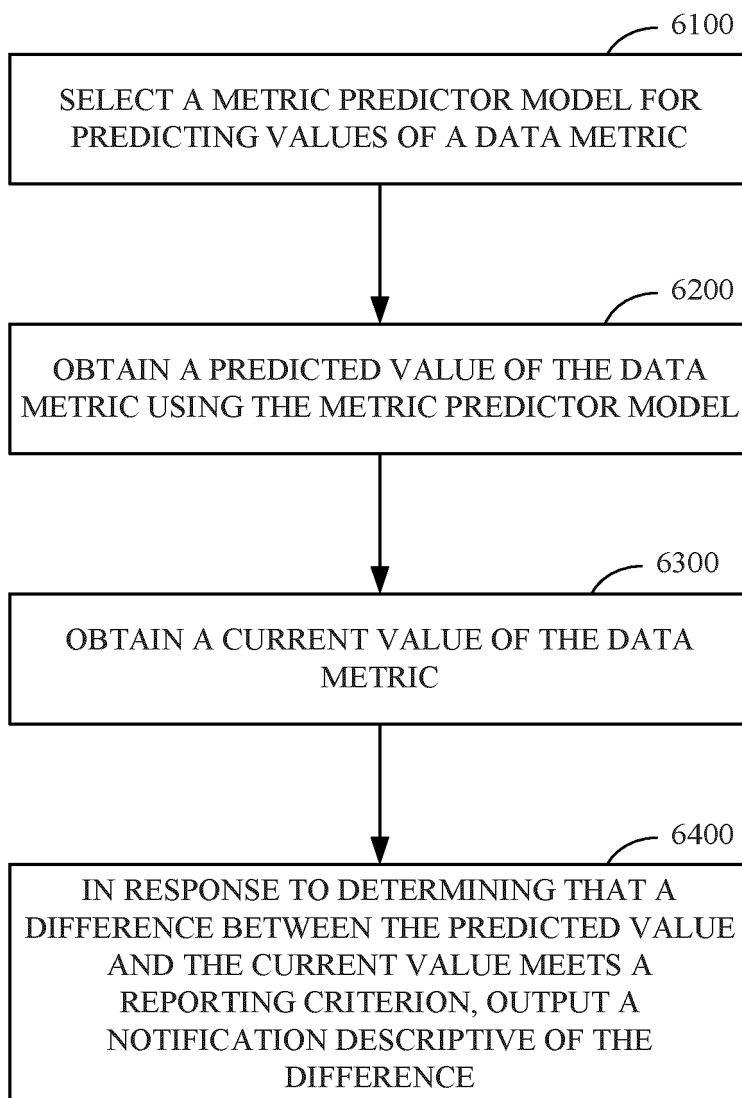 6100
SELECT A METRIC PREDICTOR MODEL FOR
PREDICTING VALUES OF A DATA METRIC
6200
OBTAIN A PREDICTED VALUE OF THE DATA
METRIC USING THE METRIC PREDICTOR MODEL
6300
OBTAIN A CURRENT VALUE OF THE DATA
METRIC
6400
IN RESPONSE TO DETERMINING THAT A
DIFFERENCE BETWEEN THE PREDICTED VALUE
AND THE CURRENT VALUE MEETS A
REPORTING CRITERION, OUTPUT A
NOTIFICATION DESCRIPTIVE OF THE
DIFFERENCE